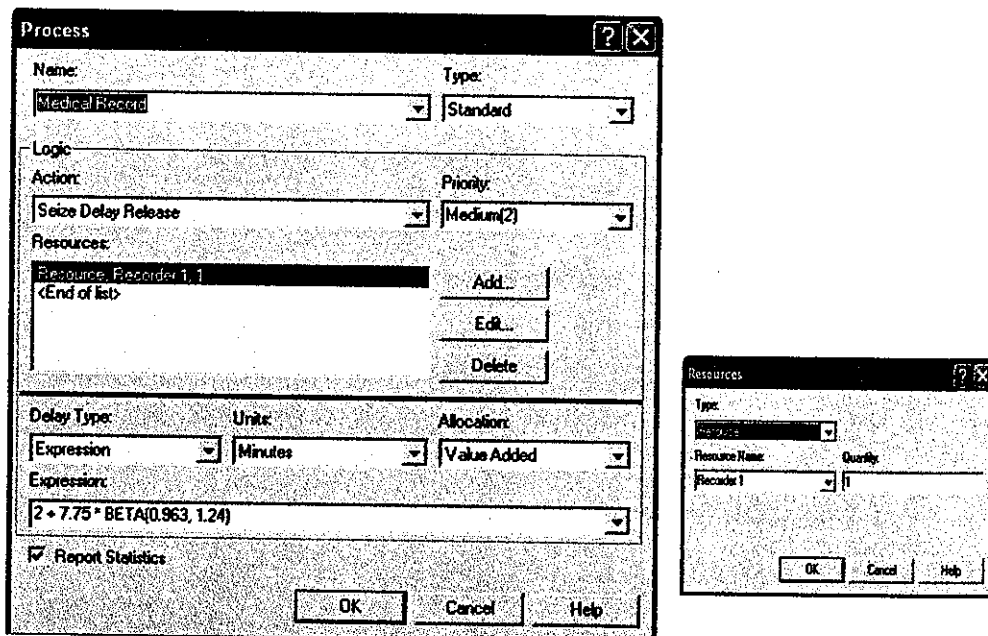 Process
Name:
Type:
Medical Record
Standard
Logic
Action:
Priority:
Seize Delay Release
Medium(2)
Resources:
Resource, Recorder 1, 1
<End of list>
Add...
Edit...
Delete
Delay Type:
Units:
Allocation:
Expression
Minutes
Value Added
Expression:
2 + 7.75 * BETA(0.963, 1.24)
Report Statistics
OK
Cancel
Help
Resources
Type:
Resource
Resource Name:
Quantity:
Recorder 1
1
OK
Cancel
Help